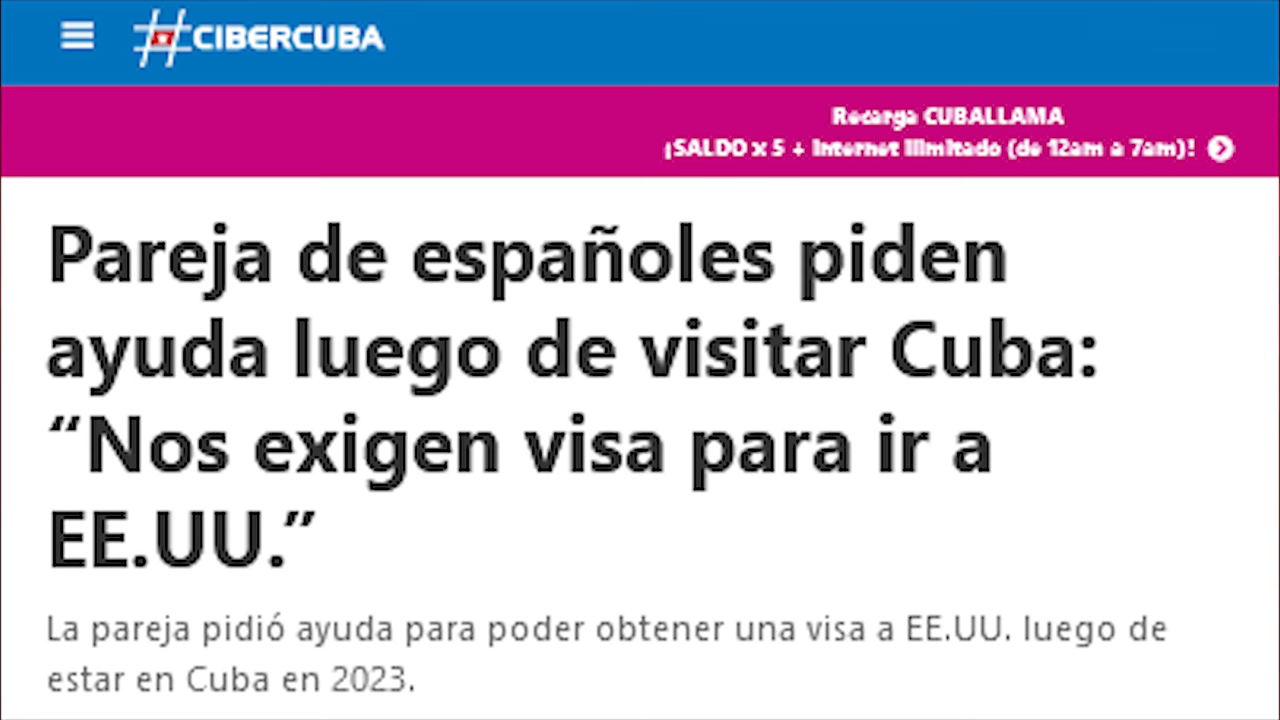 #CIBERCUBA
Recarga CUBALLAMA
¡SALDO x 5 + Internet Ilimitado (de 12am a 7am)!
Pareja de españoles piden
ayuda luego de visitar Cuba:
“Nos exigen visa para ir a
EE.UU.”
La pareja pidió ayuda para poder obtener una visa a EE.UU. luego de
estar en Cuba en 2023.